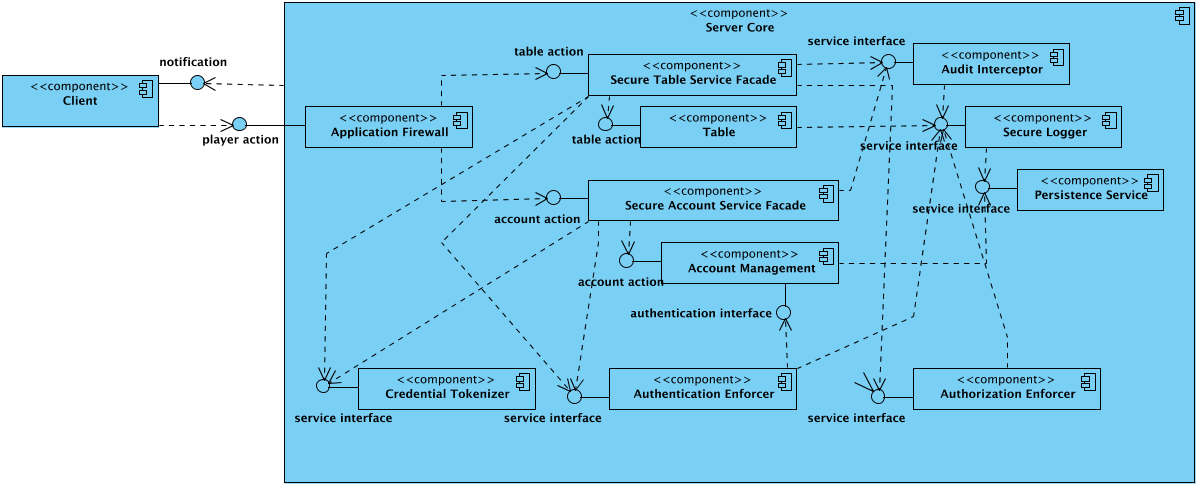 <<component>>
Server Core
notification
<<component>>
Client
player action
<<component>>
Application Firewall
table action
<<component>>
Secure Table Service Facade
service interface
<<component>>
Audit Interceptor
table action
<<component>>
Table
service interface
<<component>>
Secure Logger
<<component>>
Persistence Service
service interface
account action
<<component>>
Secure Account Service Facade
account action
<<component>>
Account Management
authentication interface
<<component>>
Credential Tokenizer
service interface
<<component>>
Authentication Enforcer
service interface
<<component>>
Authorization Enforcer
service interface